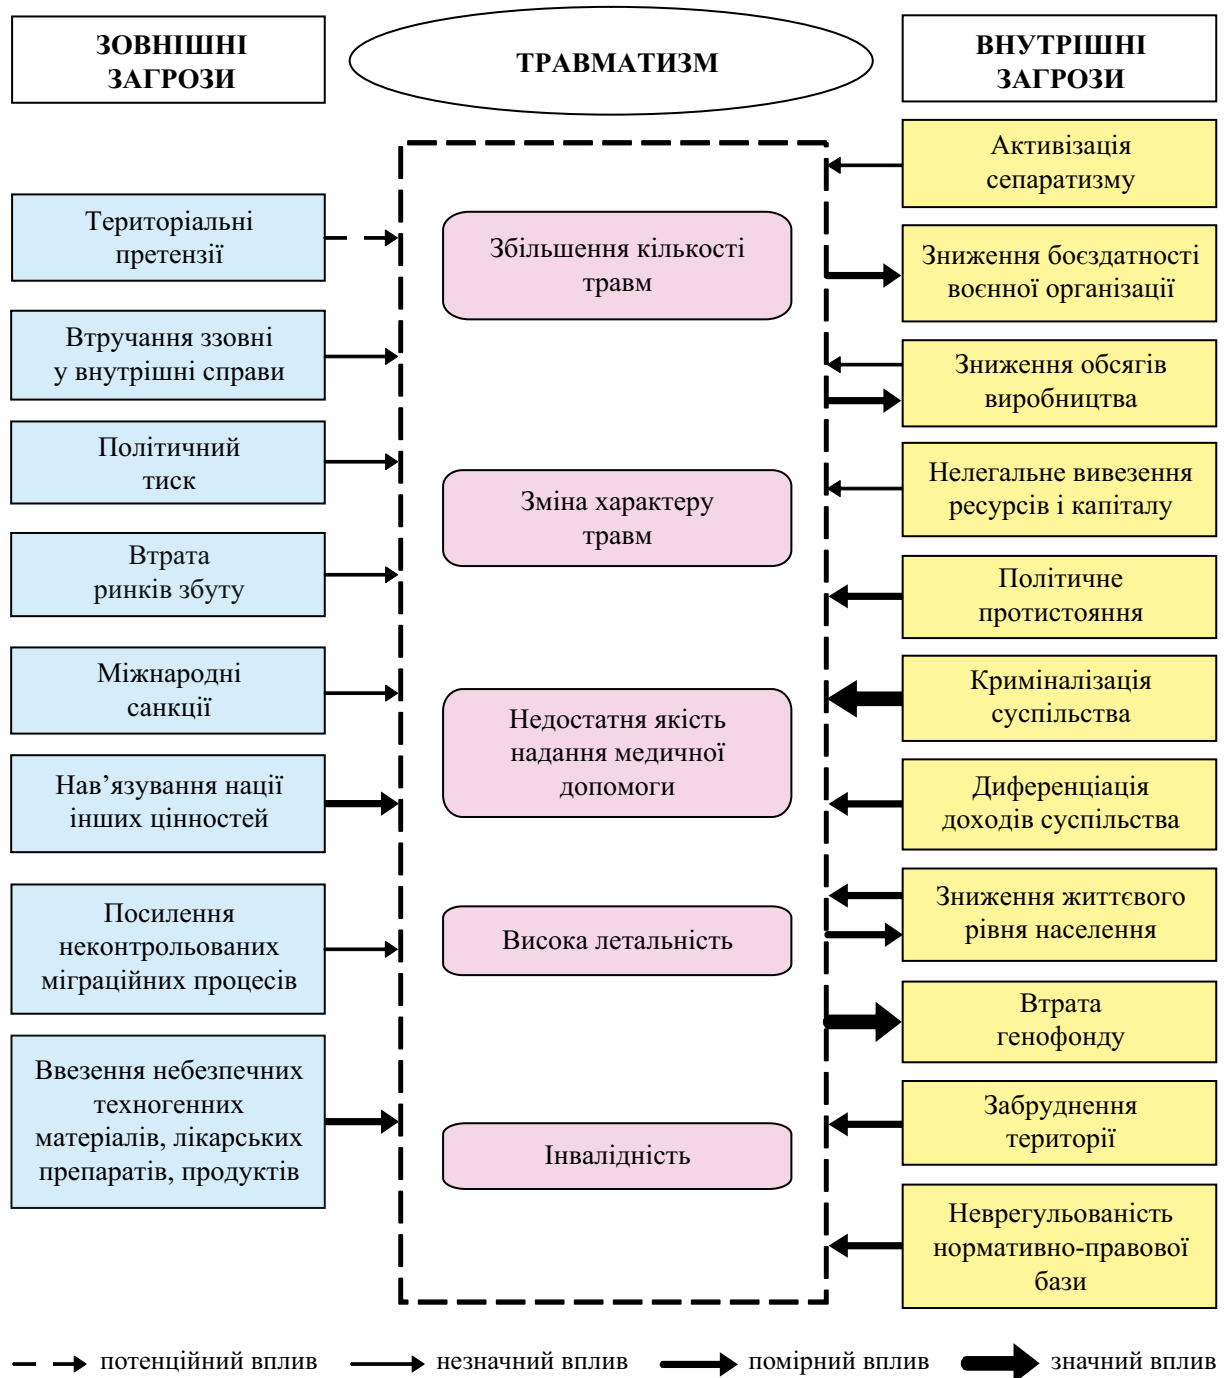 ЗОВНІШНІ
ЗАГРОЗИ
ТРАВМАТИЗМ
ВНУТРІШНІ
ЗАГРОЗИ
Територіальні
претензії
Втручання ззовні
у внутрішні справи
Політичний
тиск
Втрата
ринків збуту
Міжнародні
санкції
Нав’язування нації
інших цінностей
Посилення
неконтрольованих
міграційних процесів
Ввезення небезпечних
техногенних
матеріалів, лікарських
препаратів, продуктів
Збільшення кількості
травм
Зміна характеру
травм
Недостатня якість
надання медичної
допомоги
Висока летальність
Інвалідність
Активізація
сепаратизму
Зниження боєздатності
воєнної організації
Зниження обсягів
виробництва
Нелегальне вивезення
ресурсів і капіталу
Політичне
протистояння
Криміналізація
суспільства
Диференціація
доходів суспільства
Зниження життєвого
рівня населення
Втрата
генофонду
Забруднення
території
Неврегульованість
нормативно-правової
бази
потенційний вплив
незначний вплив
помірний вплив
значний вплив